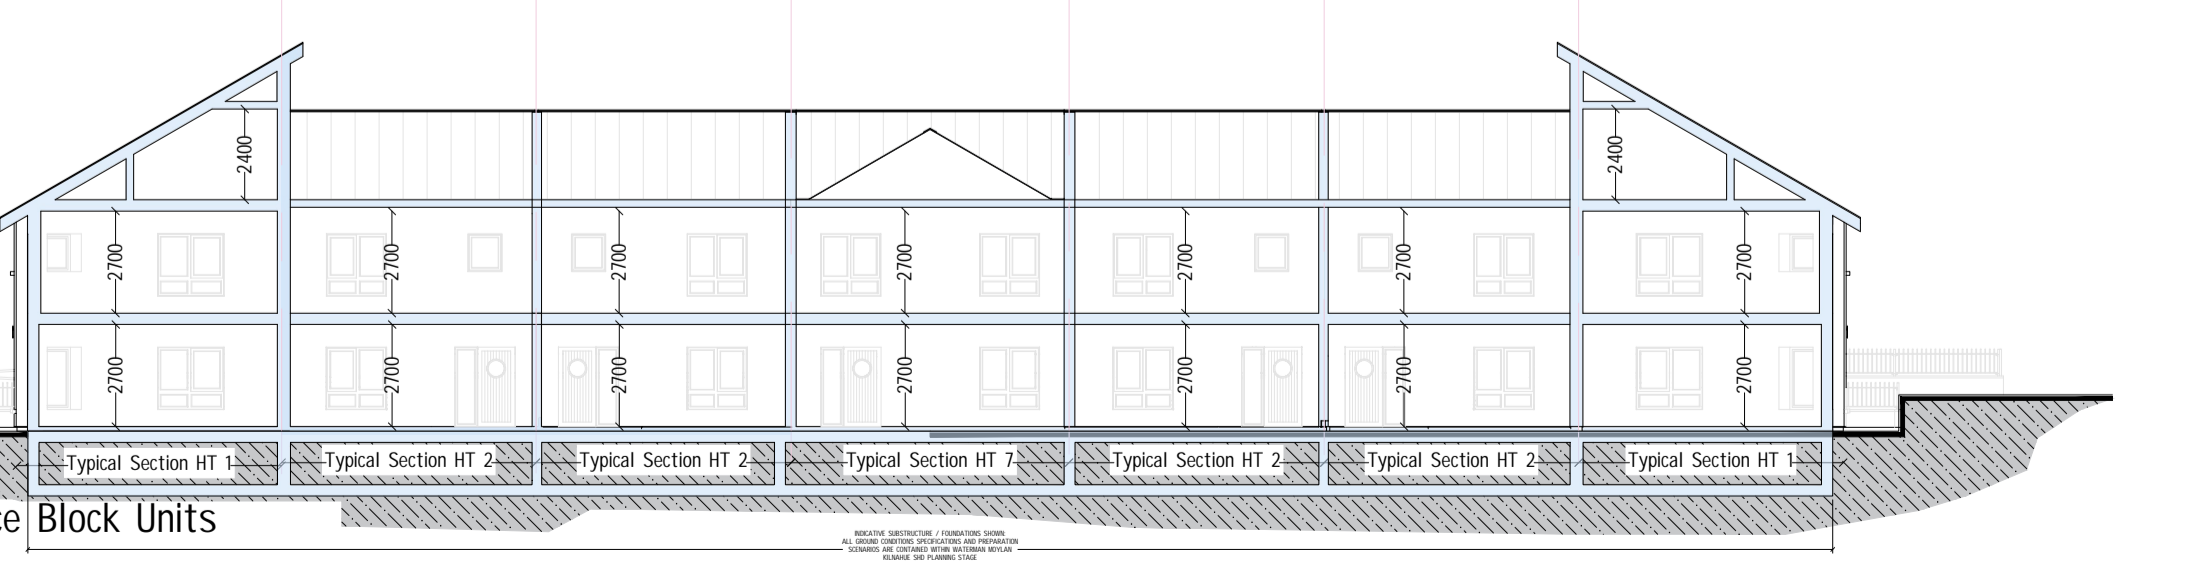 2400
2400
2700
2700
2700
2700
2700
2700
2700
2700
2700
2700
2700
2700
2700
2700
Typical Section HT 1
Typical Section HT 2
Typical Section HT 2
Typical Section HT 7
Typical Section HT 2
Typical Section HT 2
Typical Section HT 1
ce Block Units
INDICATIVE SUBSTRUCTURE / FOUNDATIONS SHOWN:
ALL GROUND CONDITIONS SPECIFICATIONS AND PREPARATION
SCENARIOS ARE CONTAINED WITHIN WATERMAN MOYLAN
KILNAHUE SHD PLANNING STAGE